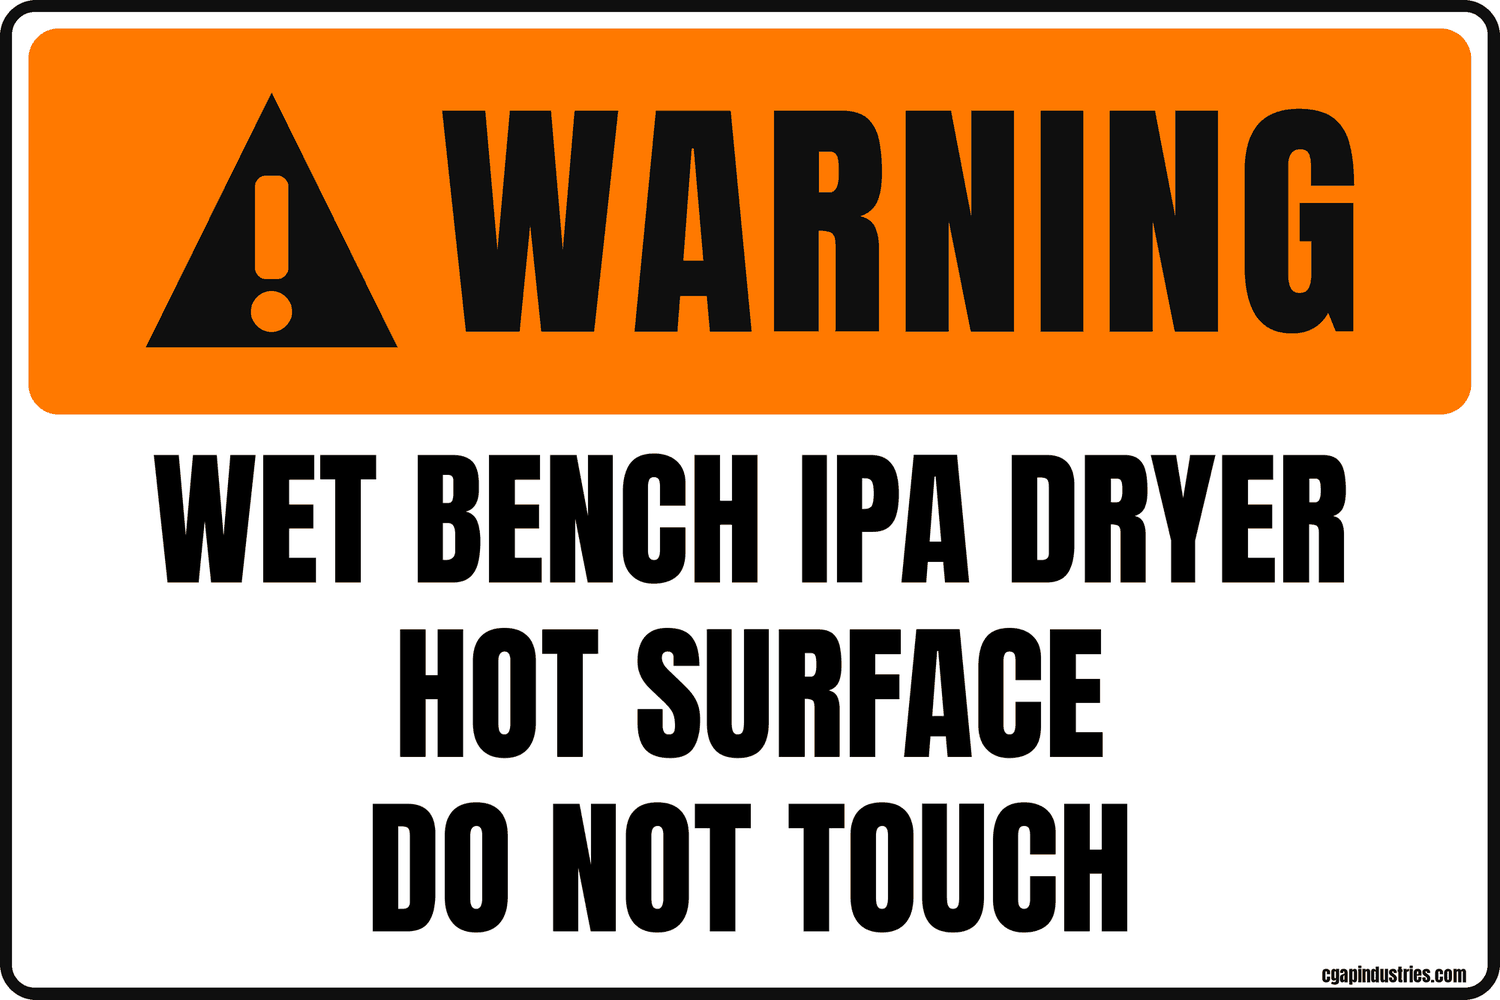 WARNING
WET BENCH IPA DRYER
HOT SURFACE
DO NOT TOUCH
cgapindustries.com